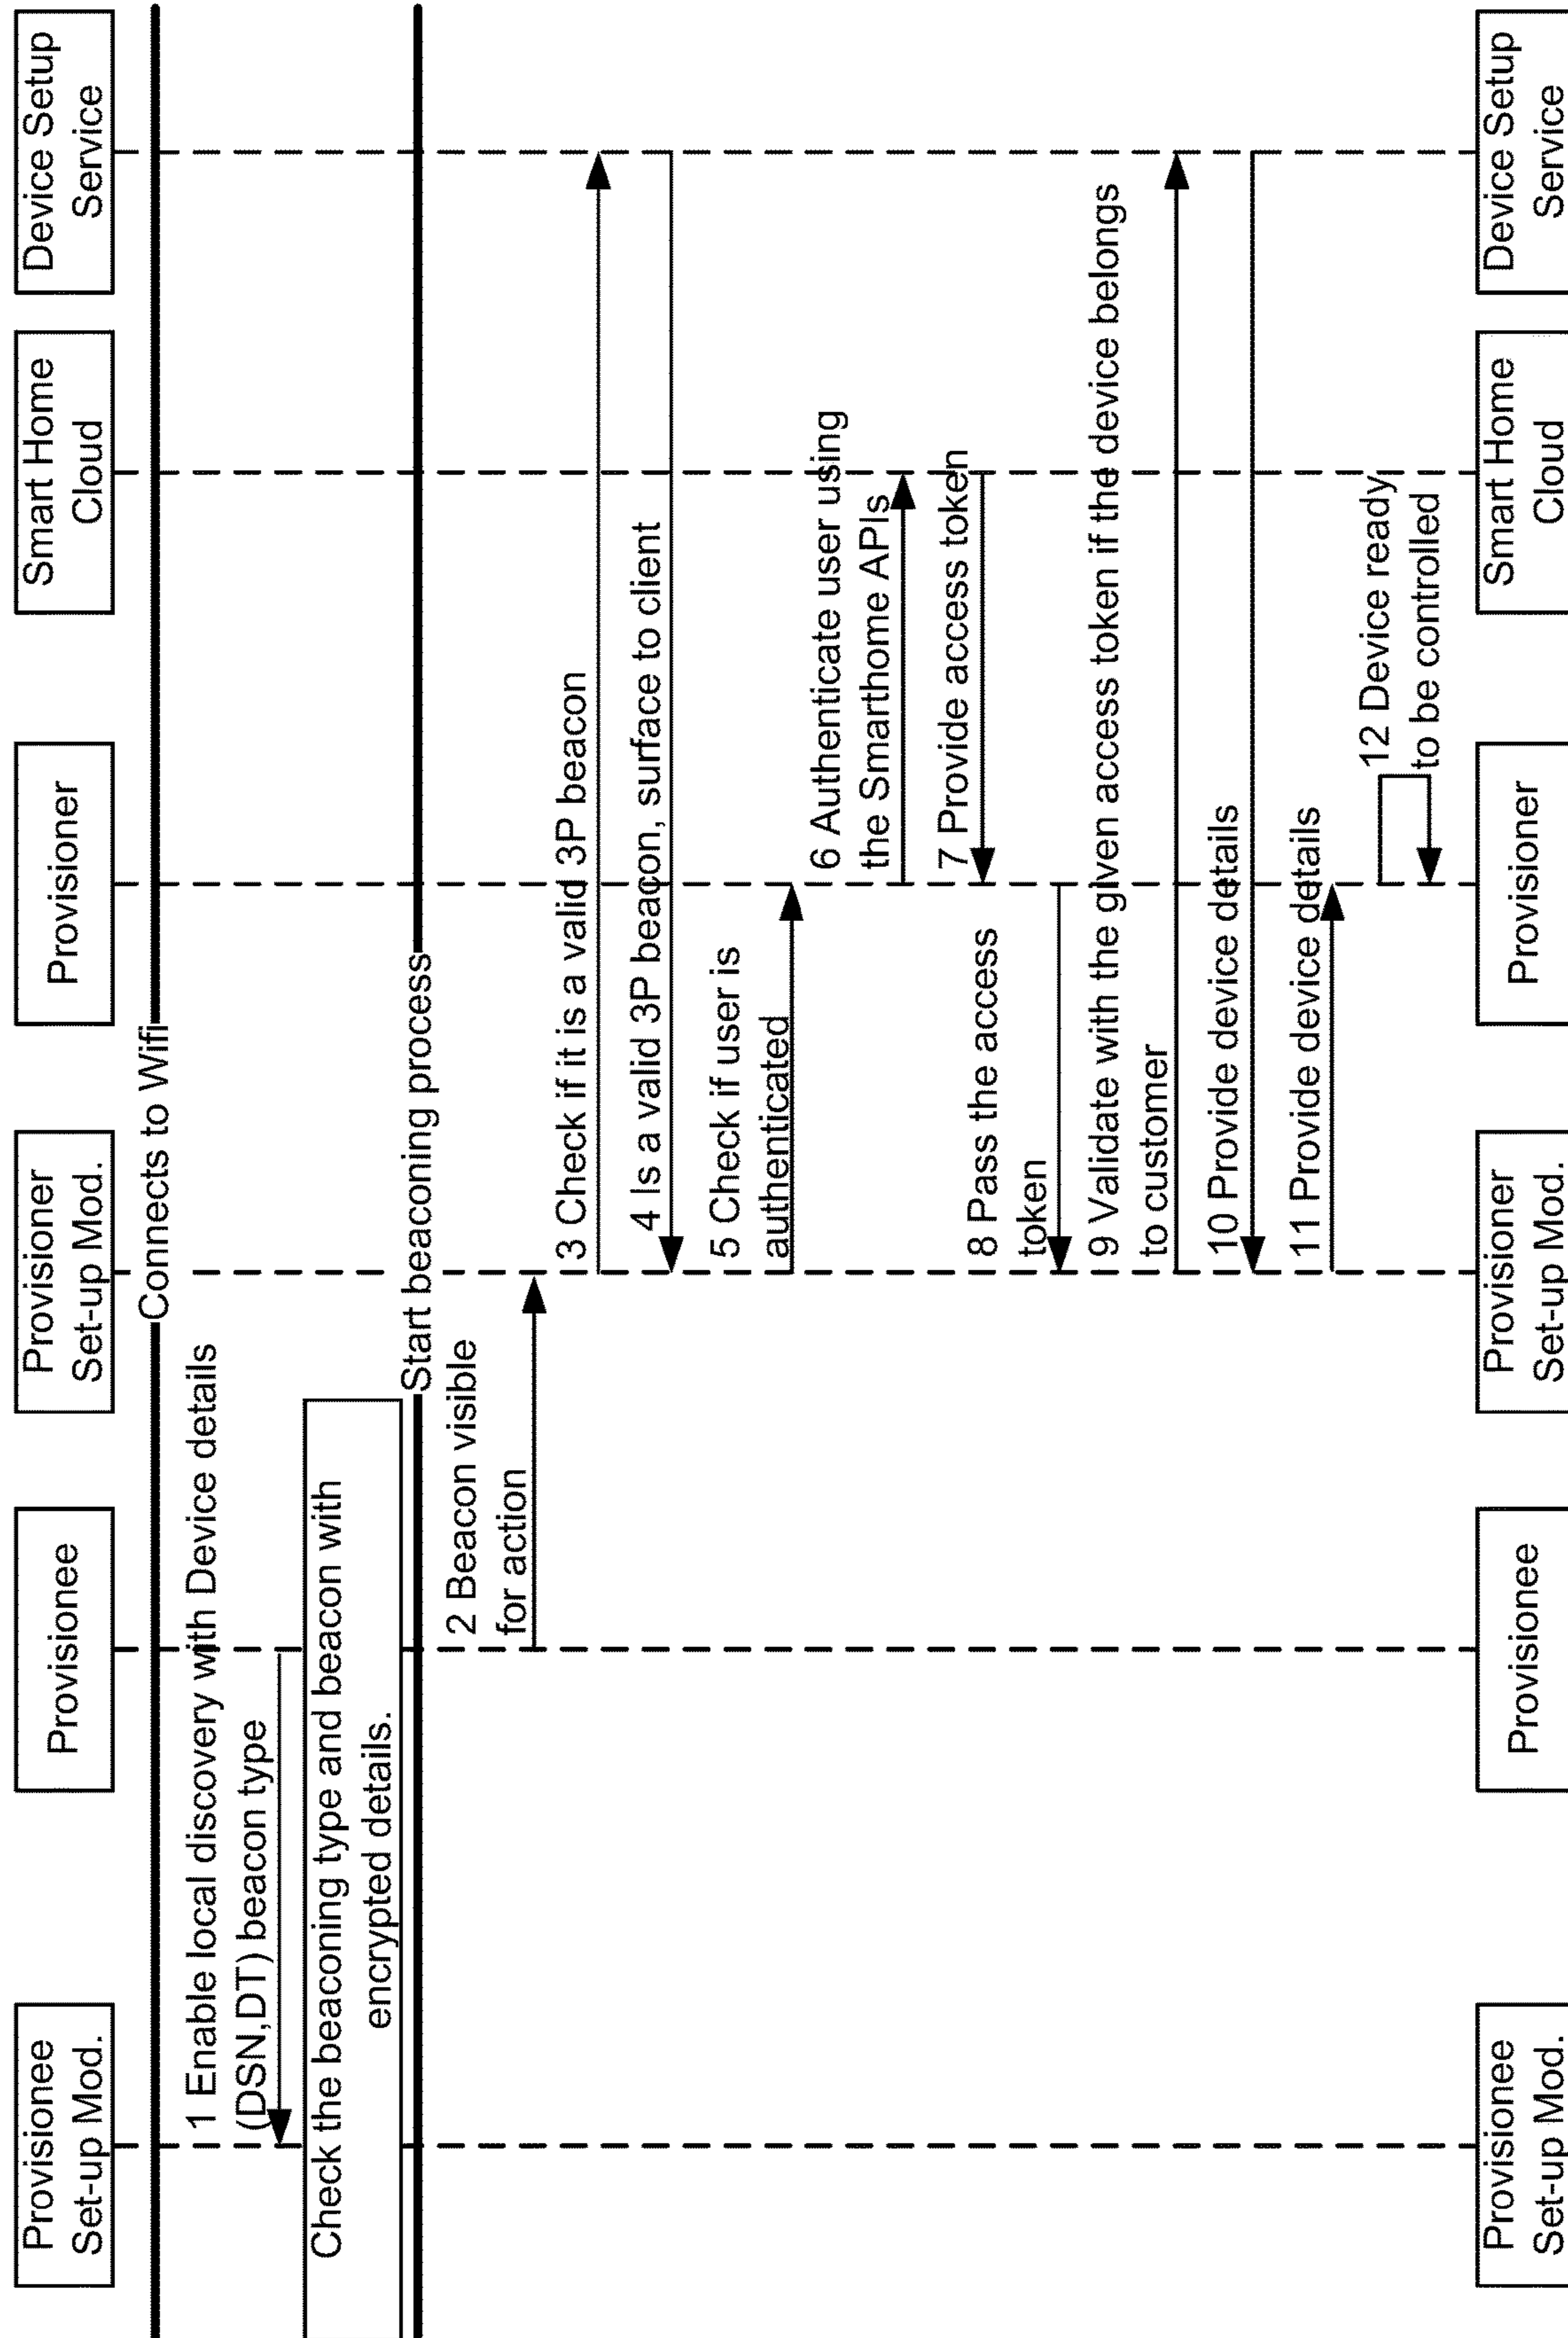 Provisionee
Set-up Mod.
Provisionee
Provisioner
Set-up Mod.
Provisioner
Smart Home
Cloud
Device Setup
Service
Connects to Wifi
1 Enable local discovery with Device details
(DSN,DT) beacon type
Check the beaconing type and beacon with
encrypted details.
Start beaconing process
2 Beacon visible
for action
3 Check if it is a valid 3P beacon
4 Is a valid 3P beacon, surface to client
5 Check if user is
authenticated
6 Authenticate user using
the Smarthome APIs
7 Provide access token
8 Pass the access
token
9 Validate with the given access token if the device belongs
to customer
10 Provide device details
11 Provide device details
12 Device ready
to be controlled
Provisionee
Set-up Mod.
Provisionee
Provisioner
Set-up Mod.
Provisioner
Smart Home
Cloud
Device Setup
Service